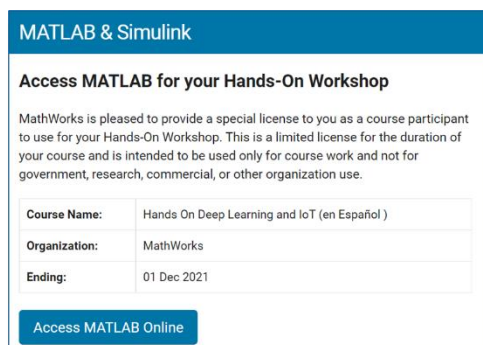 MATLAB & Simulink
Access MATLAB for your Hands-On Workshop
MathWorks is pleased to provide a special license to you as a course participant
to use for your Hands-On Workshop. This is a limited license for the duration of
your course and is intended to be used only for course work and not for
government, research, commercial, or other organization use.
Course Name: Hands On Deep Learning and IoT (en Español )
Organization: MathWorks
Ending: 01 Dec 2021
Access MATLAB Online